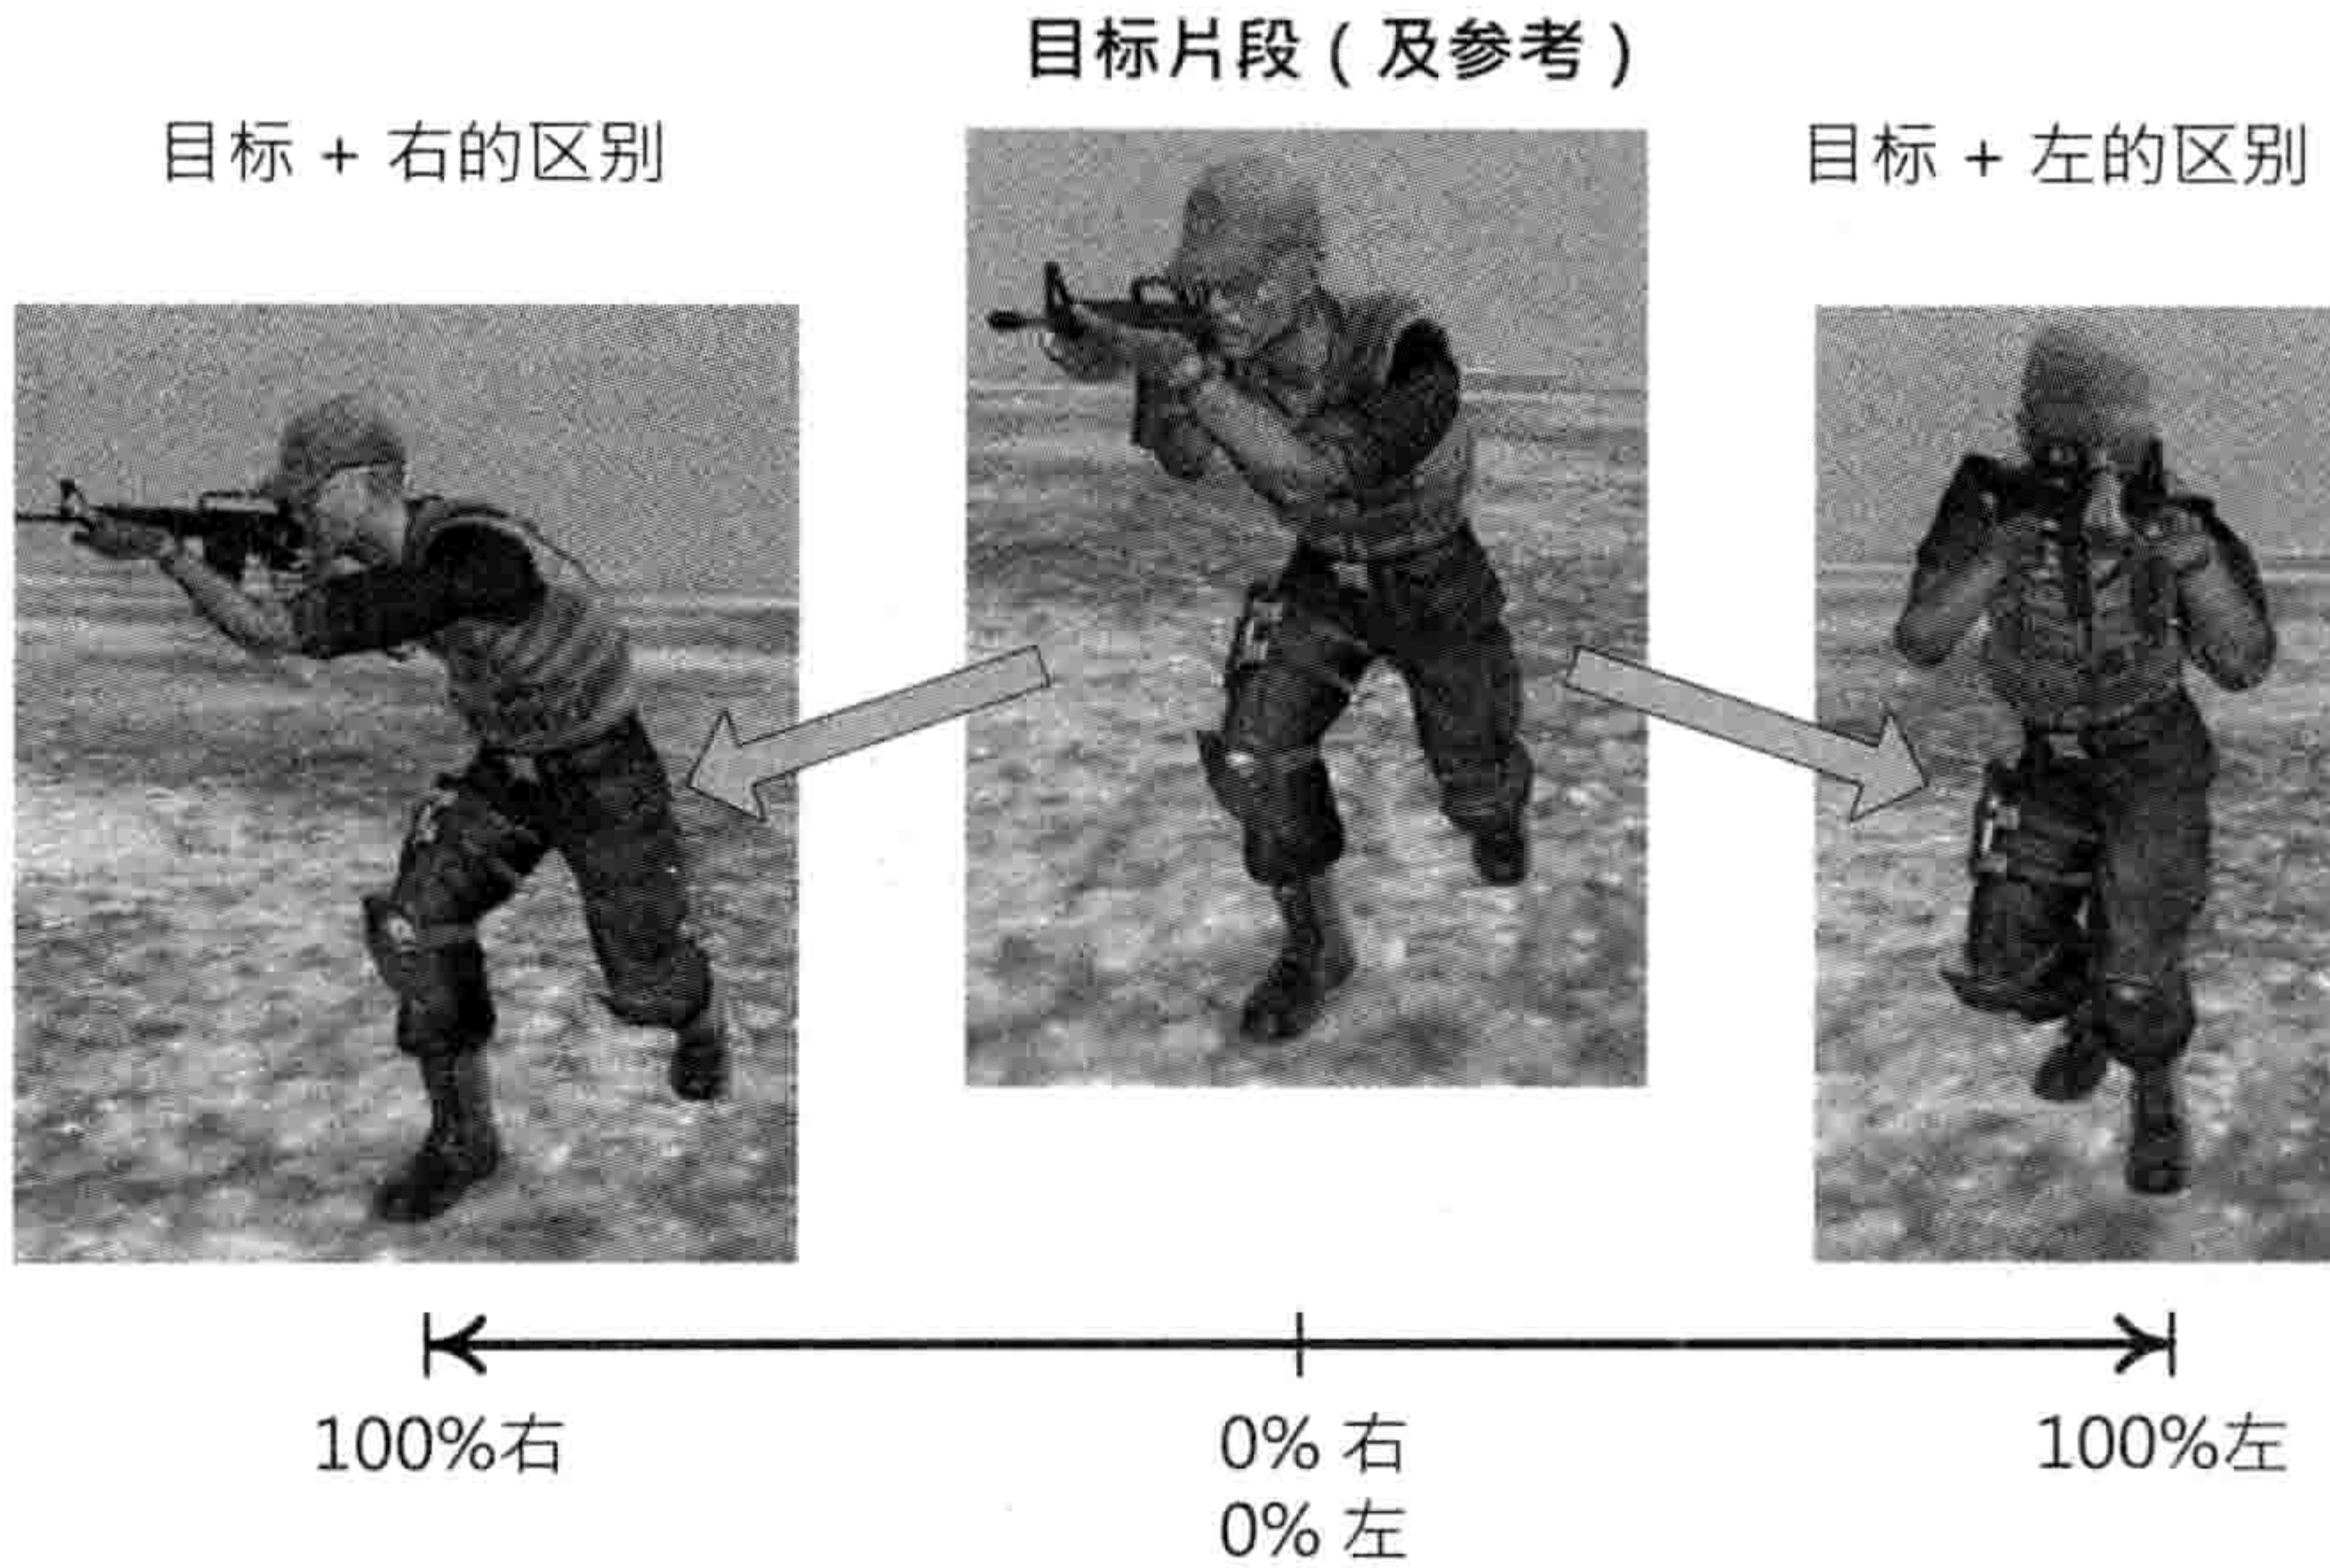 目标片段（及参考）
目标 + 右的区别
目标 + 左的区别
100%右
0% 右
0% 左
100%左